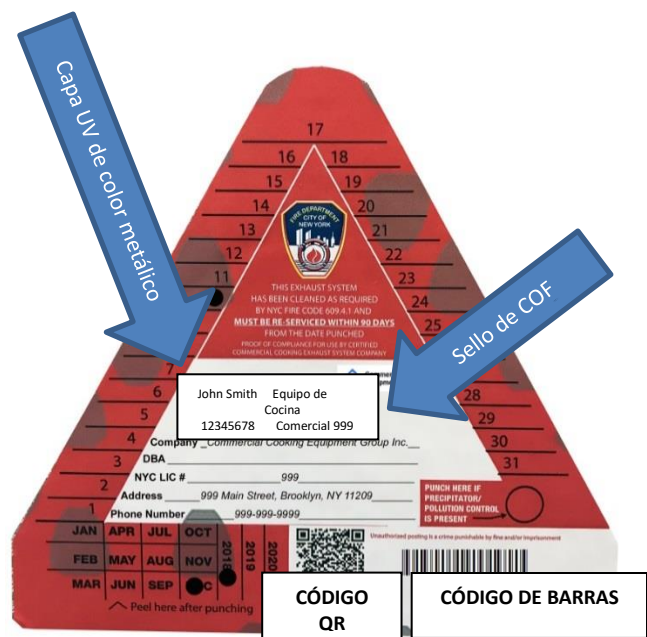 Capa UV de color metálico
Sello de COF
17
16 18
15 19
14 20
13 21
12 22
11 23
24
25
7
6 28
5 29
4 30
3 31
2
1
FIRE DEPARTMENT
CITY OF
NEW YORK
THIS EXHAUST SYSTEM
HAS BEEN CLEANED AS REQUIRED
BY NYC FIRE CODE 609.4.1 AND
MUST BE RE-SERVICED WITHIN 90 DAYS
FROM THE DATE PUNCHED
PROOF OF COMPLIANCE FOR USE BY CERTIFIED
COMMERCIAL COOKING EXHAUST SYSTEM COMPANY
John Smith Equipo de
Cocina
12345678 Comercial 999
Company Commercial Cooking Equipment Group Inc.
DBA
NYC LIC # 999
Address 999 Main Street, Brooklyn, NY 11209
Phone Number 999-999-9999
PUNCH HERE IF
PRECIPITATOR/
POLLUTION CONTROL
IS PRESENT
JAN APR JUL OCT
FEB MAY AUG NOV
MAR JUN SEP
2018 2019 2020
Peel here after punching
Unauthorized posting is a crime punishable by fine and/or imprisonment
CÓDIGO
QR
CÓDIGO DE BARRAS